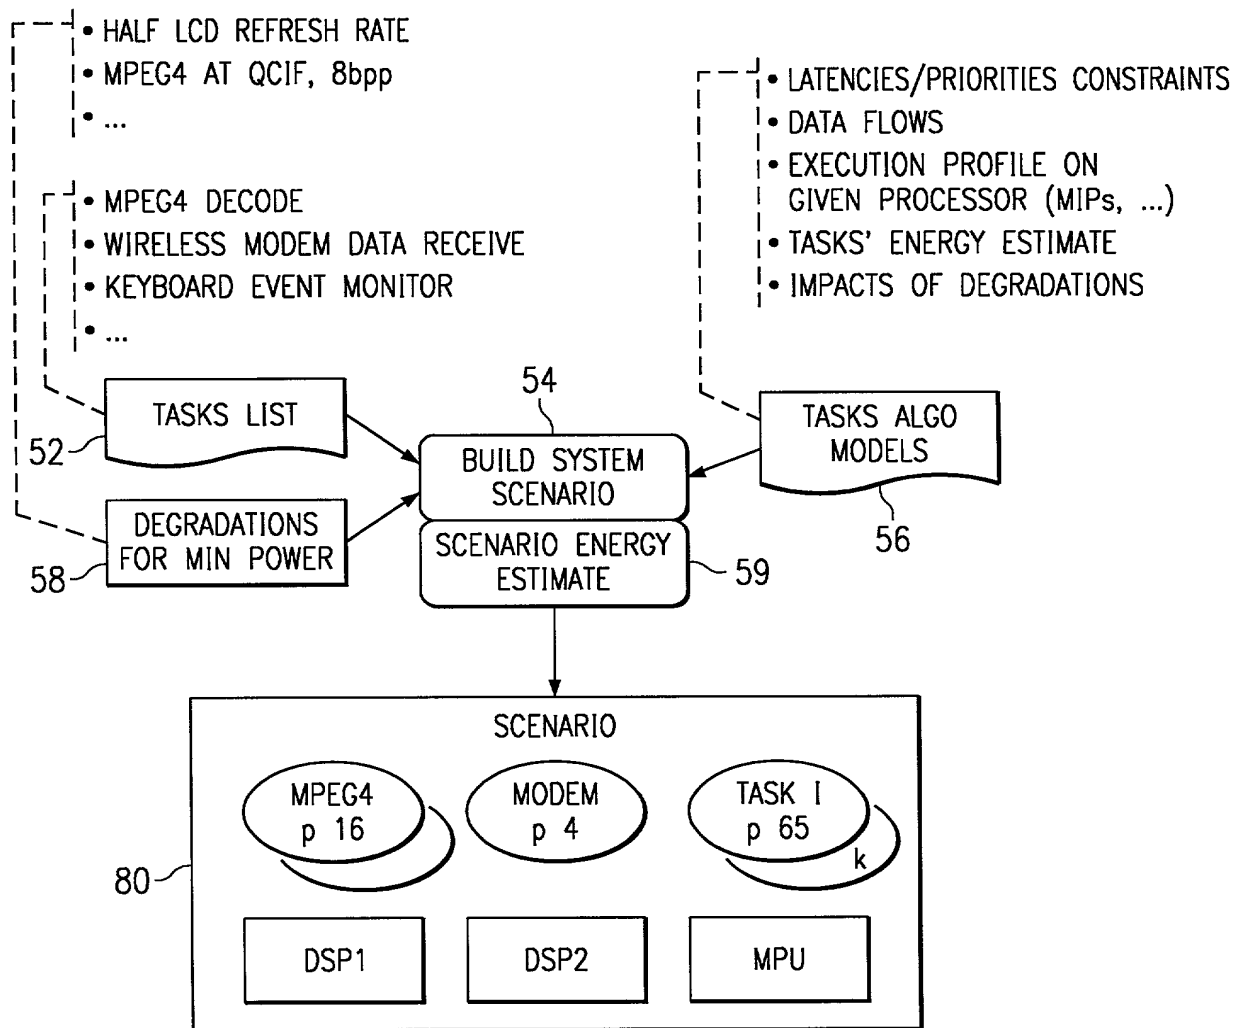 • HALF LCD REFRESH RATE
• MPEG4 AT QCIF, 8bpp
• ...
• MPEG4 DECODE
• WIRELESS MODEM DATA RECEIVE
• KEYBOARD EVENT MONITOR
• ...
• LATENCIES/PRIORITIES CONSTRAINTS
• DATA FLOWS
• EXECUTION PROFILE ON
GIVEN PROCESSOR (MIPs, ...)
• TASKS' ENERGY ESTIMATE
• IMPACTS OF DEGRADATIONS
TASKS LIST
52
DEGRADATIONS
FOR MIN POWER
58
54
BUILD SYSTEM
SCENARIO
SCENARIO ENERGY
ESTIMATE
59
TASKS ALGO
MODELS
56
SCENARIO
MPEG4
p 16
MODEM
p 4
TASK I
p 65
k
80
DSP1
DSP2
MPU